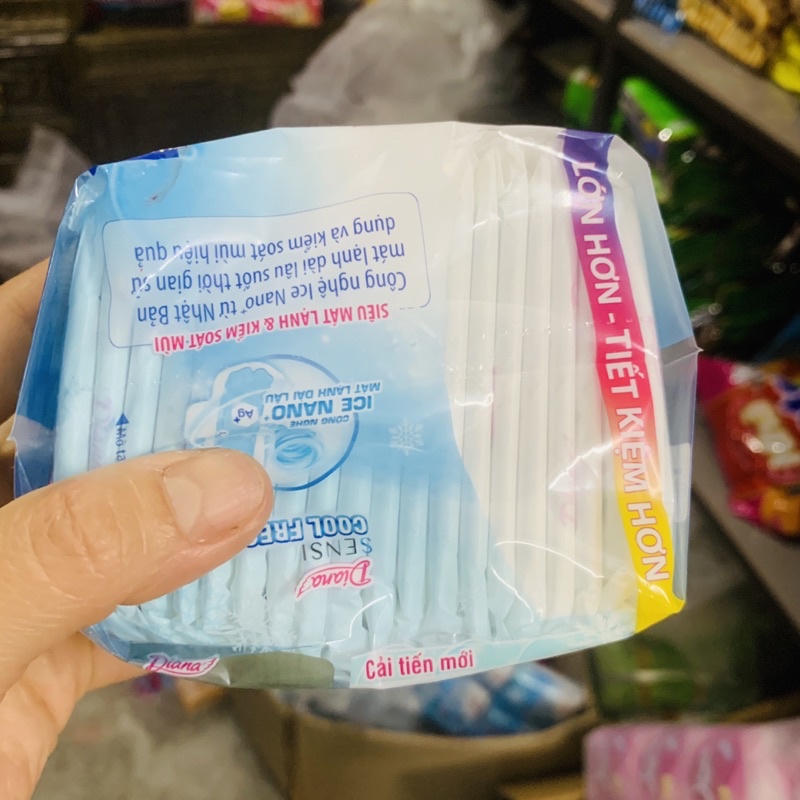 SIÊU MÁT LẠNH & KIỂM SOÁT MÙI
Công nghệ Ice Nano⁺ từ Nhật Bản
mát lạnh dài lâu suốt thời gian sử
dụng và kiểm soát mùi hiệu quả
CÔNG NGHỆ
ICE NANO⁺
MÁT LẠNH DÀI LÂU
Ag⁺
Diana
SENSI
COOL
HƠN - TIẾT KIỆM HƠN
Diana
Cải tiến mới